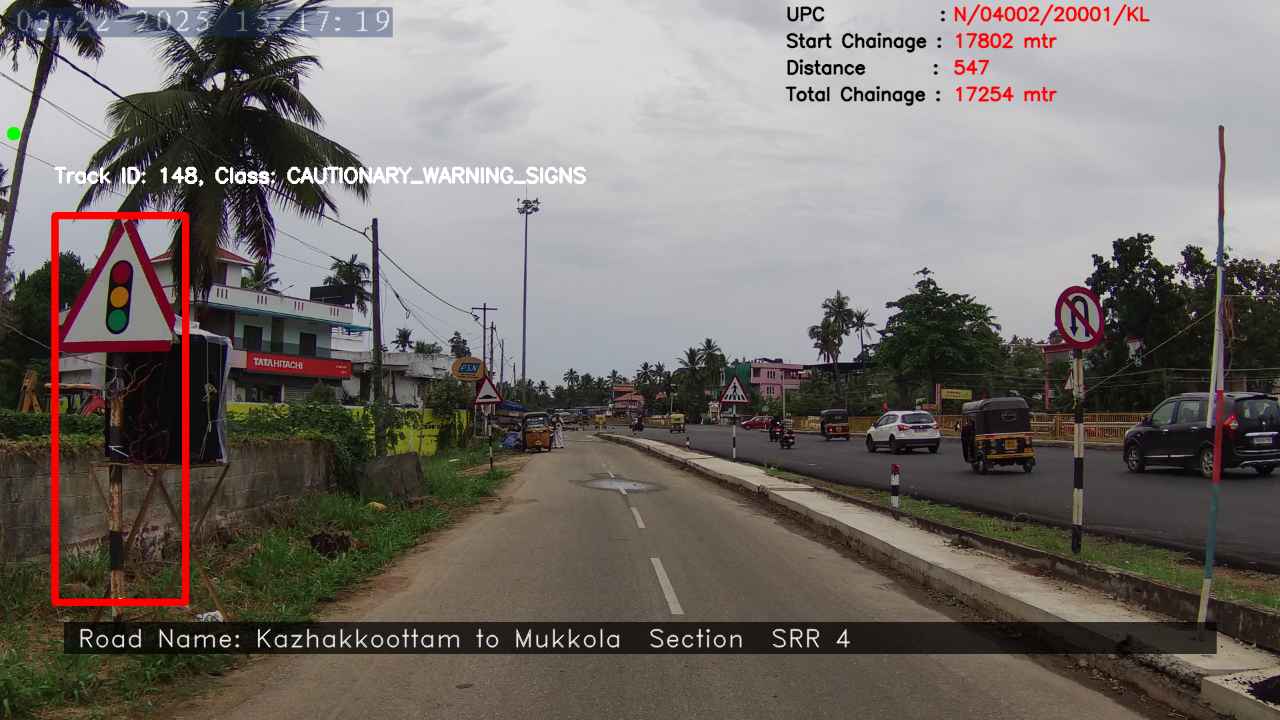 03-22-2025 15:17:19
UPC : N/04002/20001/KL
Start Chainage : 17802 mtr
Distance : 547
Total Chainage : 17254 mtr
Track ID: 148, Class: CAUTIONARY_WARNING_SIGNS
TATA HITACHI
Road Name: Kazhakkoottam to Mukkola Section SRR 4